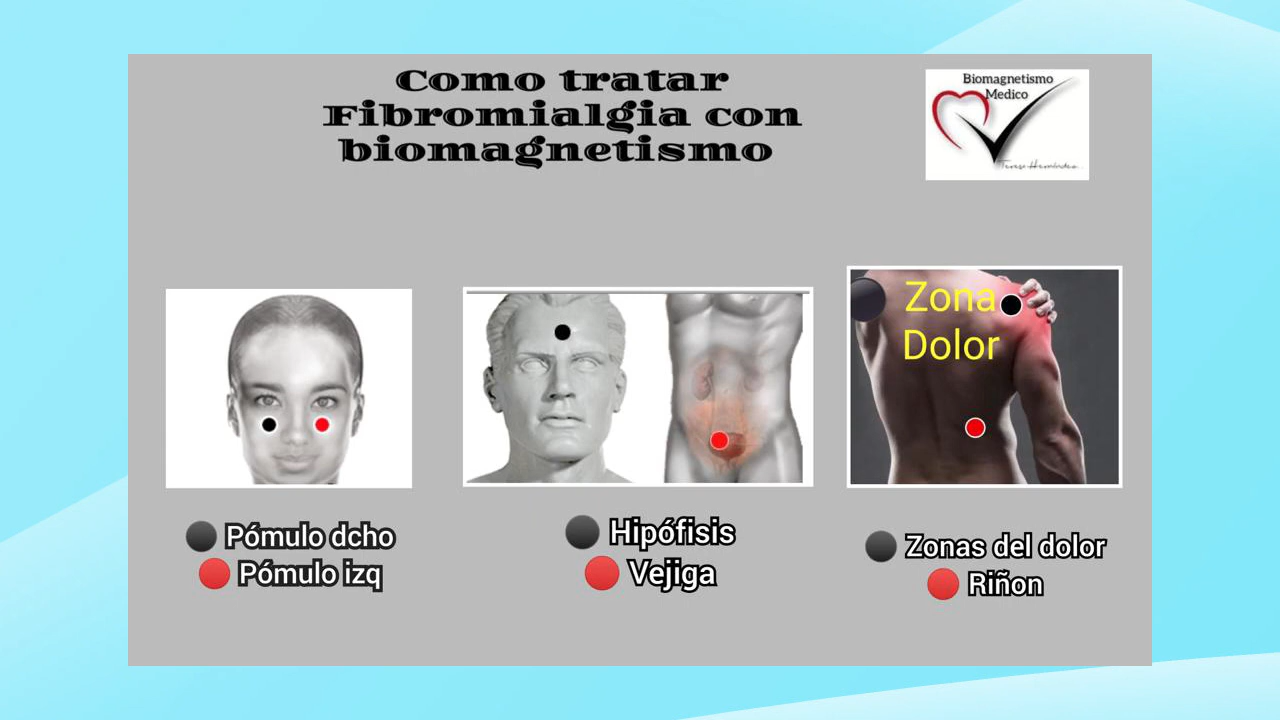 Como tratar
Fibromialgia con
biomagnetismo
Biomagnetismo
Medico
Zona
Dolor
Pómulo dcho
Pómulo izq
Hipófisis
Vejiga
Zonas del dolor
Riñon